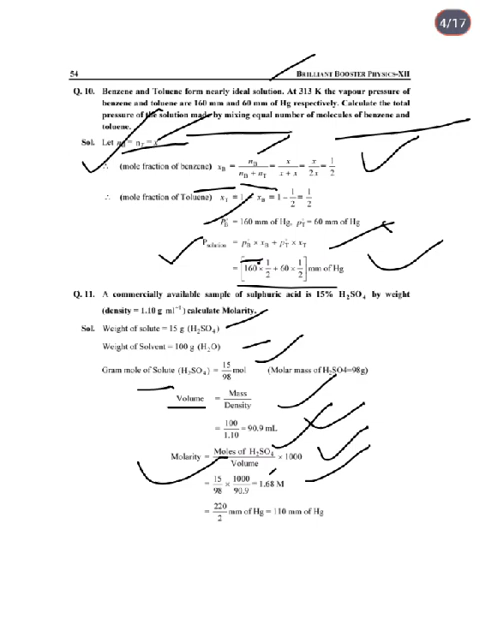 4/17
54 BRILLIANT BOOSTER PHYSICS-XII
Q. 10. Benzene and Toluene form nearly ideal solution. At 313 K the vapour pressure of
benzene and toluene are 160 mm and 60 mm of Hg respectively. Calculate the total
pressure of the solution made by mixing equal number of molecules of benzene and
toluene.
Sol. Let n_B = n_T = x
∴ (mole fraction of benzene) x_B = n_B/(n_B + n_T) = x/(x + x) = x/2x = 1/2
∴ (mole fraction of Toluene) x_T = 1 - x_B = 1 - 1/2 = 1/2
p°_B = 160 mm of Hg, p°_T = 60 mm of Hg
P_solution = p°_B × x_B + p°_T × x_T
= [160 × 1/2 + 60 × 1/2] mm of Hg
Q. 11. A commercially available sample of sulphuric acid is 15% H₂SO₄ by weight
(density = 1.10 g ml⁻¹) calculate Molarity.
Sol. Weight of solute = 15 g (H₂SO₄)
Weight of Solvent = 100 g (H₂O)
Gram mole of Solute (H₂SO₄) = 15/98 mol (Molar mass of H₂SO4=98g)
Volume = Mass/Density
= 100/1.10 = 90.9 mL
Molarity = Moles of H₂SO₄/Volume × 1000
= 15/98 × 1000/90.9 = 1.68 M
= 220/2 mm of Hg = 110 mm of Hg